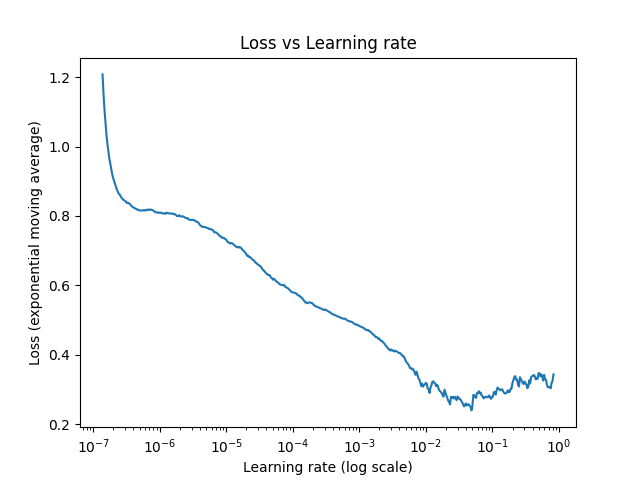 Loss vs Learning rate
Loss (exponential moving average)
1.2
1.0
0.8
0.6
0.4
0.2
10⁻⁷ 10⁻⁶ 10⁻⁵ 10⁻⁴ 10⁻³ 10⁻² 10⁻¹ 10⁰
Learning rate (log scale)